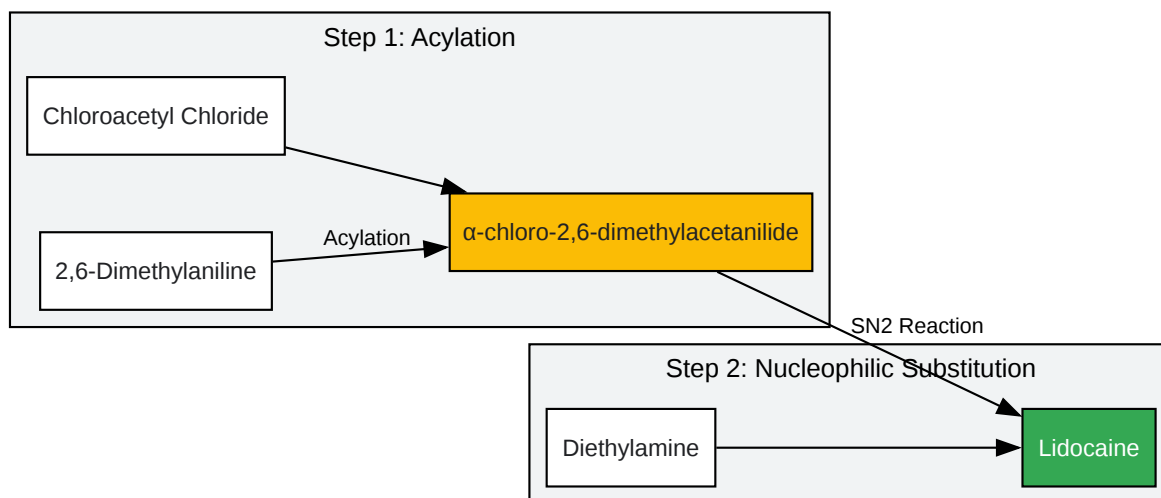 Step 1: Acylation
Chloroacetyl Chloride
α-chloro-2,6-dimethylacetanilide
Acylation
2,6-Dimethylaniline
SN2 Reaction
Step 2: Nucleophilic Substitution
Diethylamine
Lidocaine